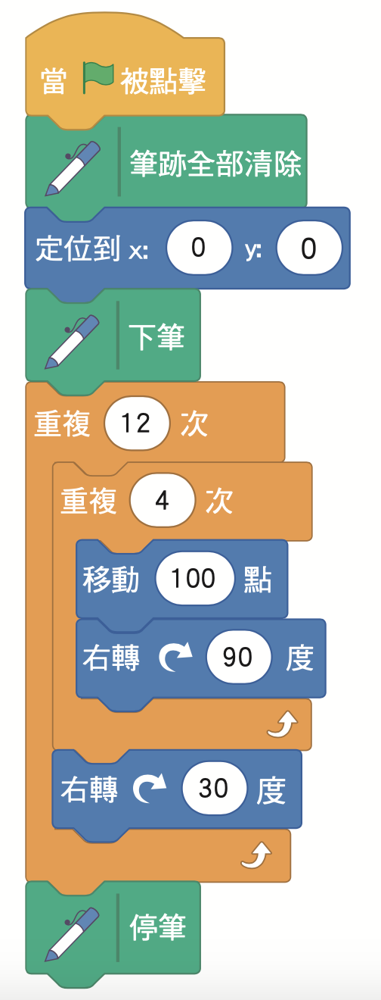 當 被點擊
筆跡全部清除
定位到 x: 0 y: 0
下筆
重複 12 次
重複 4 次
移動 100 點
右轉 90 度
右轉 30 度
停筆